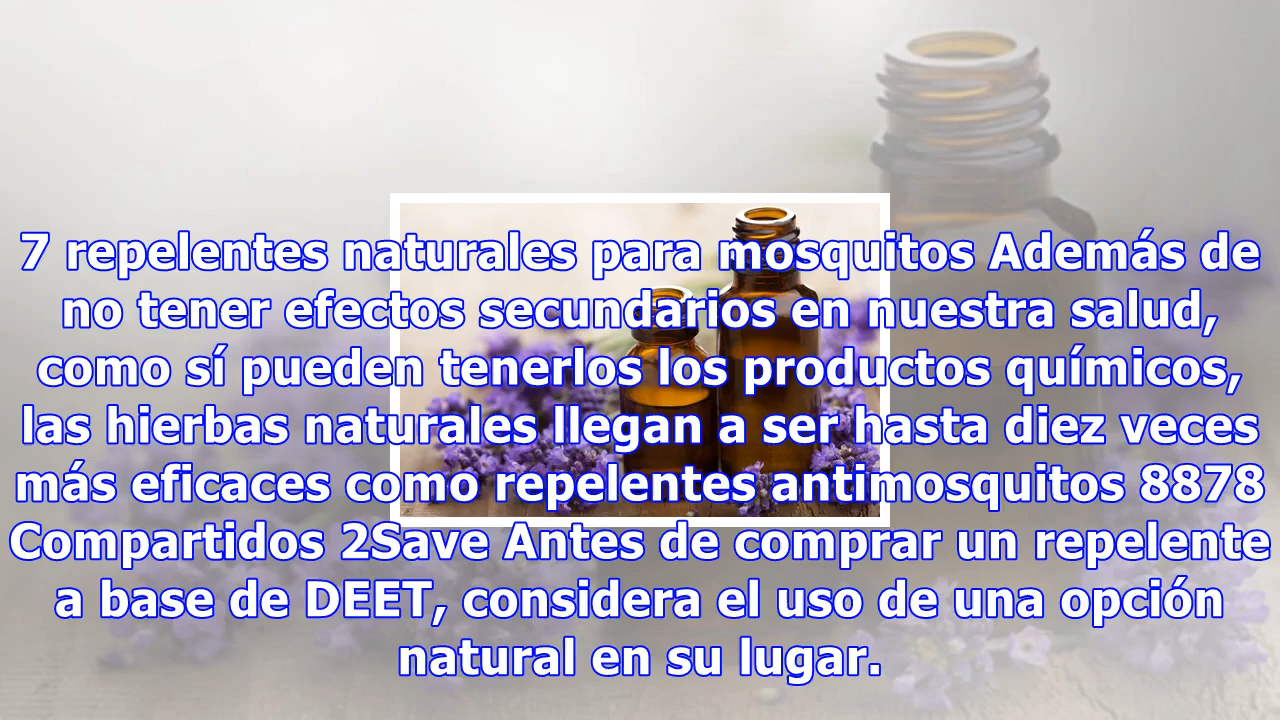 7 repelentes naturales para mosquitos Además de
no tener efectos secundarios en nuestra salud,
como sí pueden tenerlos los productos químicos,
las hierbas naturales llegan a ser hasta diez veces
más eficaces como repelentes antimosquitos 8878
Compartidos 2Save Antes de comprar un repelente
a base de DEET, considera el uso de una opción
natural en su lugar.